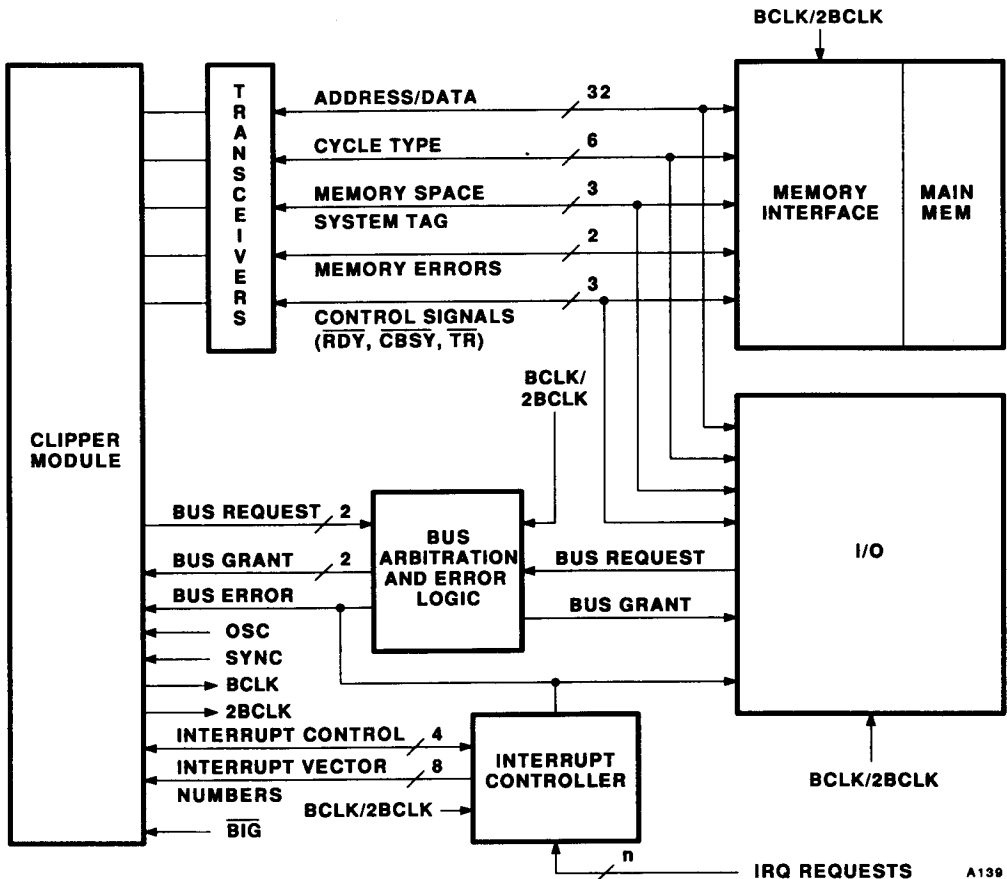 BCLK/2BCLK
TRANSCEIVERS
ADDRESS/DATA
32
CYCLE TYPE
6
MEMORY SPACE
3
SYSTEM TAG
2
MEMORY ERRORS
3
CONTROL SIGNALS
(RDY, CBSY, TR)
MEMORY
INTERFACE
MAIN
MEM
BCLK/
2BCLK
CLIPPER
MODULE
BUS REQUEST
2
BUS GRANT
2
BUS ERROR
OSC
SYNC
BCLK
2BCLK
INTERRUPT CONTROL
4
INTERRUPT VECTOR
8
NUMBERS
BCLK/2BCLK
BIG
BUS
ARBITRATION
AND ERROR
LOGIC
BUS REQUEST
BUS GRANT
I/O
INTERRUPT
CONTROLLER
BCLK/2BCLK
n
IRQ REQUESTS
A139